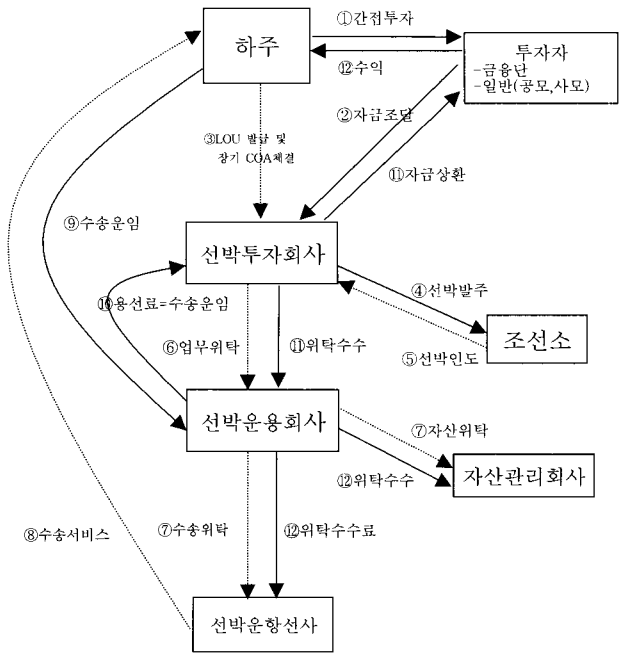 ①간접투자
하주
투자자
-금융단
-일반(공모,사모)
⑫수익
②자금조달
③LOU 발급 및
장기 COA체결
⑪자금상환
⑨수송운임
선박투자회사
④선박발주
⑩용선료=수송운임
조선소
⑥업무위탁
⑪위탁수수
⑤선박인도
선박운용회사
⑦자산위탁
자산관리회사
⑫위탁수수
⑧수송서비스
⑦수송위탁
⑫위탁수수료
선박운항선사